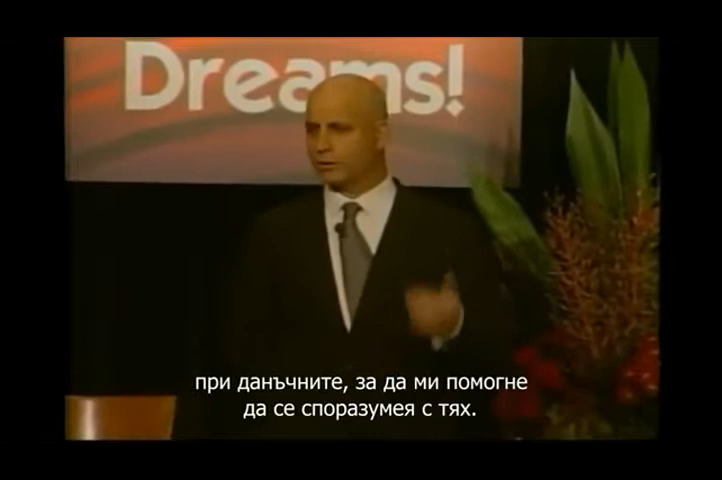 Dreams!
при данъчните, за да ми помогне
да се споразумея с тях.